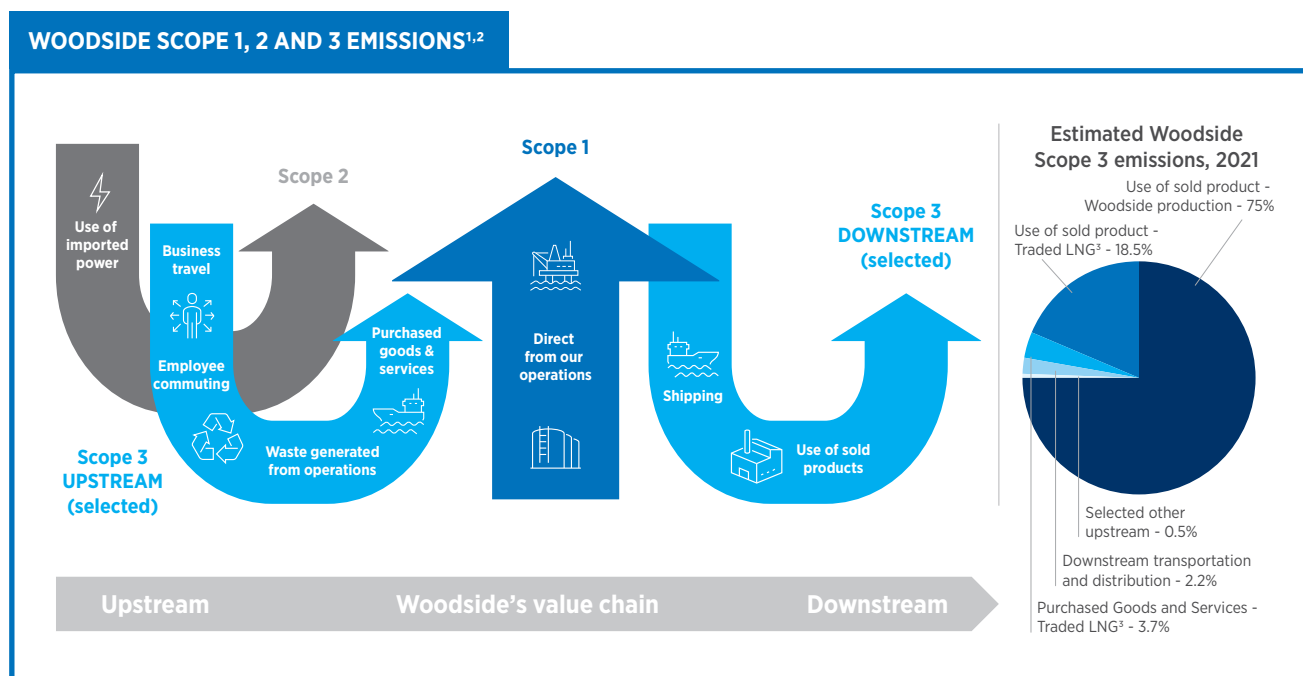 WOODSIDE SCOPE 1, 2 AND 3 EMISSIONS¹,²
Use of
imported
power
Scope 2
Business
travel
Employee
commuting
Waste generated
from operations
Purchased
goods &
services
Scope 3
UPSTREAM
(selected)
Scope 1
Direct
from our
operations
Shipping
Use of sold
products
Scope 3
DOWNSTREAM
(selected)
Upstream
Woodside's value chain
Downstream
Estimated Woodside
Scope 3 emissions, 2021
Use of sold product -
Woodside production - 75%
Use of sold product -
Traded LNG³ - 18.5%
Selected other
upstream - 0.5%
Downstream transportation
and distribution - 2.2%
Purchased Goods and Services -
Traded LNG³ - 3.7%